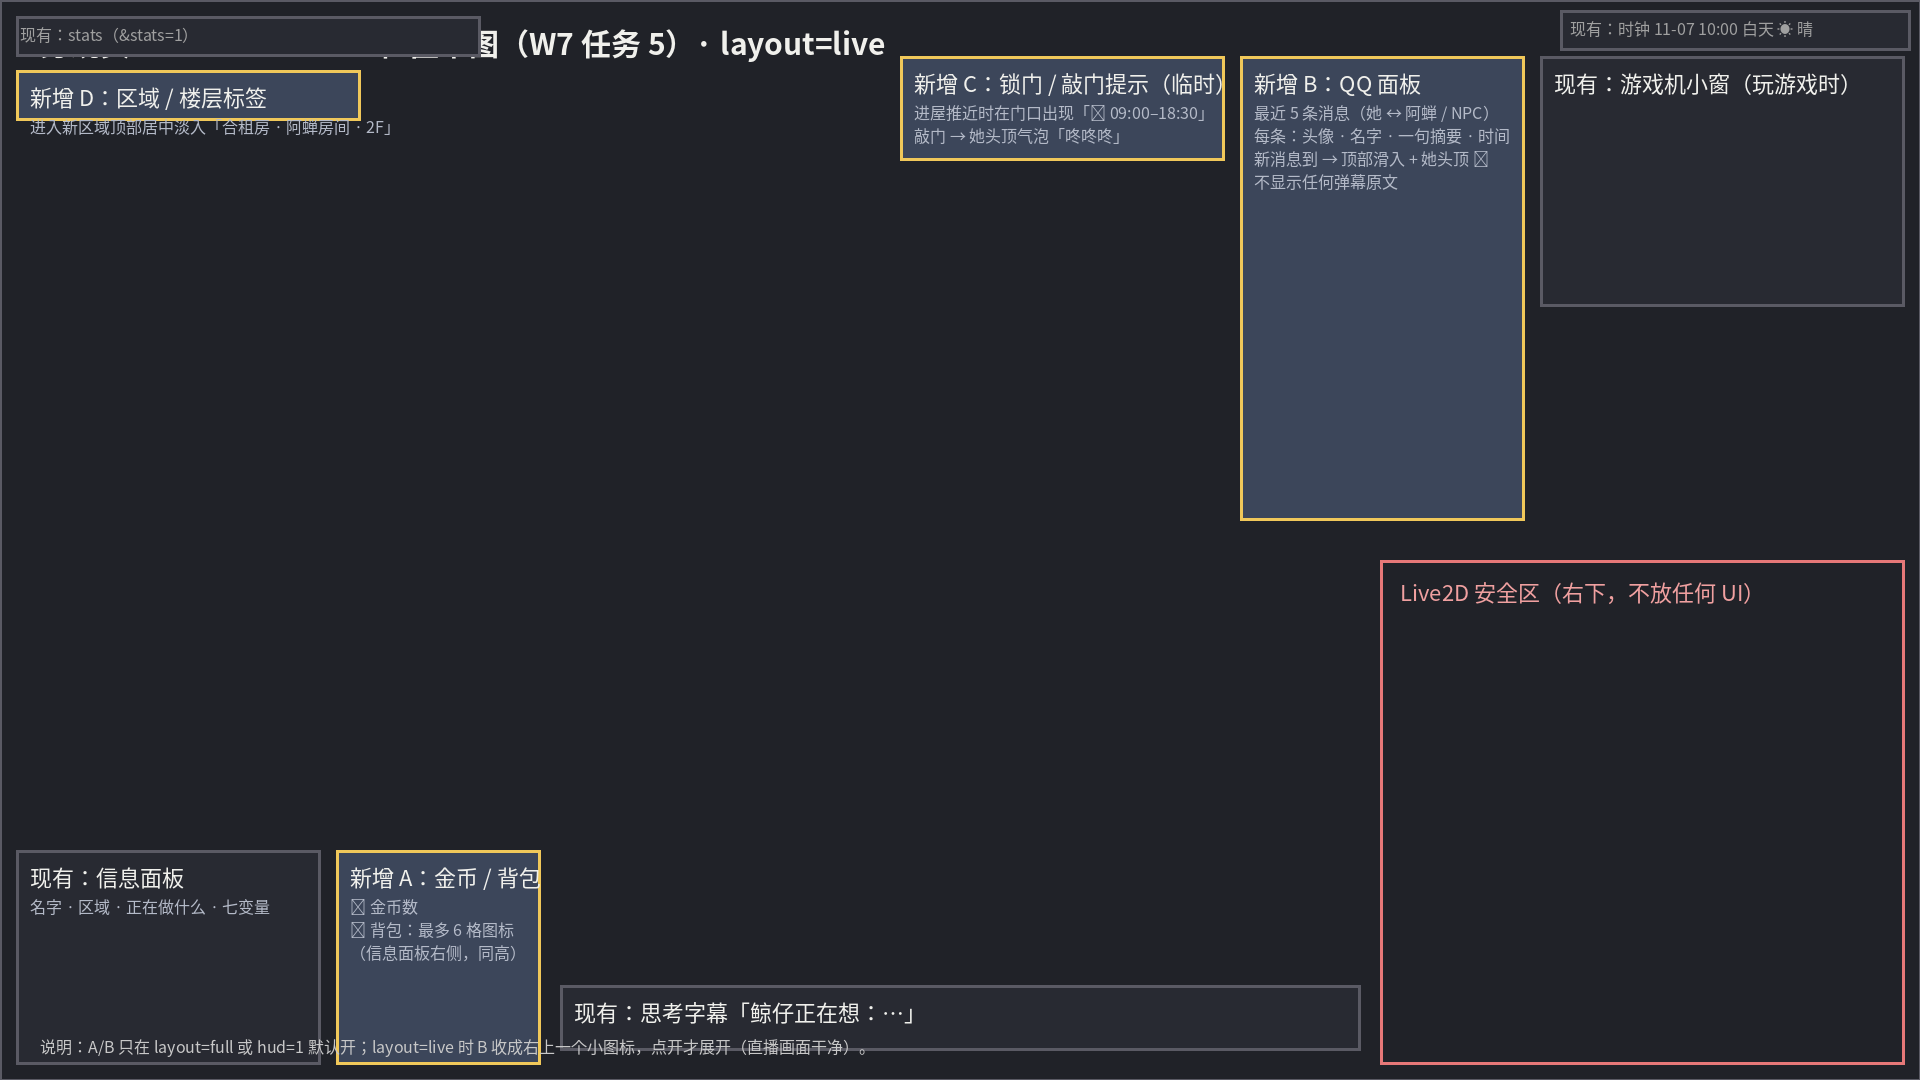 现有：stats（&stats=1）
图（W7 任务 5）· layout=live
现有：时钟 11-07 10:00 白天 ☀ 晴
新增 D：区域 / 楼层标签
进入新区域顶部居中淡入「合租房 · 阿蝉房间 · 2F」
新增 C：锁门 / 敲门提示（临时）
进屋推近时在门口出现「 09:00–18:30」
敲门 → 她头顶气泡「咚咚咚」
新增 B：QQ 面板
最近 5 条消息（她 ↔ 阿蝉 / NPC）
每条：头像 · 名字 · 一句摘要 · 时间
新消息到 → 顶部滑入 + 她头顶
不显示任何弹幕原文
现有：游戏机小窗（玩游戏时）
Live2D 安全区（右下，不放任何 UI）
现有：信息面板
名字 · 区域 · 正在做什么 · 七变量
新增 A：金币 / 背包
金币数
背包：最多 6 格图标
（信息面板右侧，同高）
现有：思考字幕「鲸仔正在想：…」
说明：A/B 只在 layout=full 或 hud=1 默认开；layout=live 时 B 收成右上一个小图标，点开才展开（直播画面干净）。